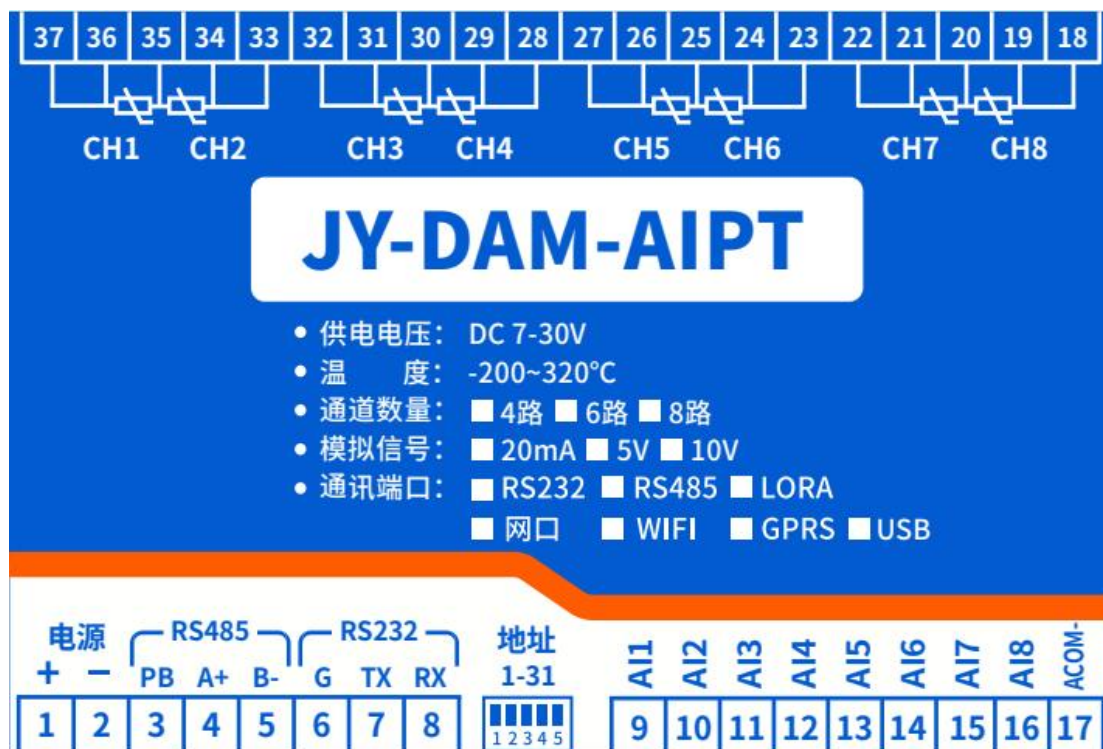 37 36 35 34 33 32 31 30 29 28 27 26 25 24 23 22 21 20 19 18
CH1 CH2 CH3 CH4 CH5 CH6 CH7 CH8
JY-DAM-AIPT
• 供电电压： DC 7-30V
• 温 度： -200~320℃
• 通道数量： ■ 4路 ■ 6路 ■ 8路
• 模拟信号： ■ 20mA ■ 5V ■ 10V
• 通讯端口： ■ RS232 ■ RS485 ■ LORA
■ 网口 ■ WIFI ■ GPRS ■ USB
电源 RS485 RS232 地址 AI1 AI2 AI3 AI4 AI5 AI6 AI7 AI8 ACOM-
+ − PB A+ B- G TX RX 1-31
1 2 3 4 5 6 7 8 1 2 3 4 5 9 10 11 12 13 14 15 16 17